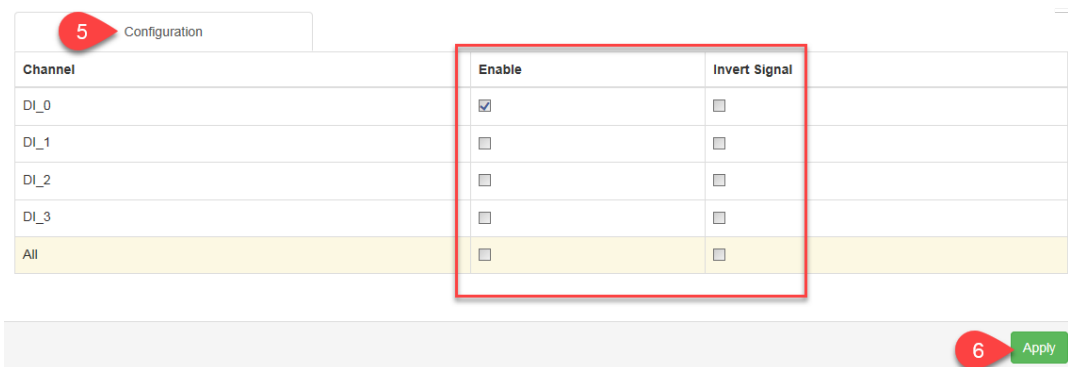 5 Configuration
Channel Enable Invert Signal
DI_0
DI_1
DI_2
DI_3
All
6 Apply